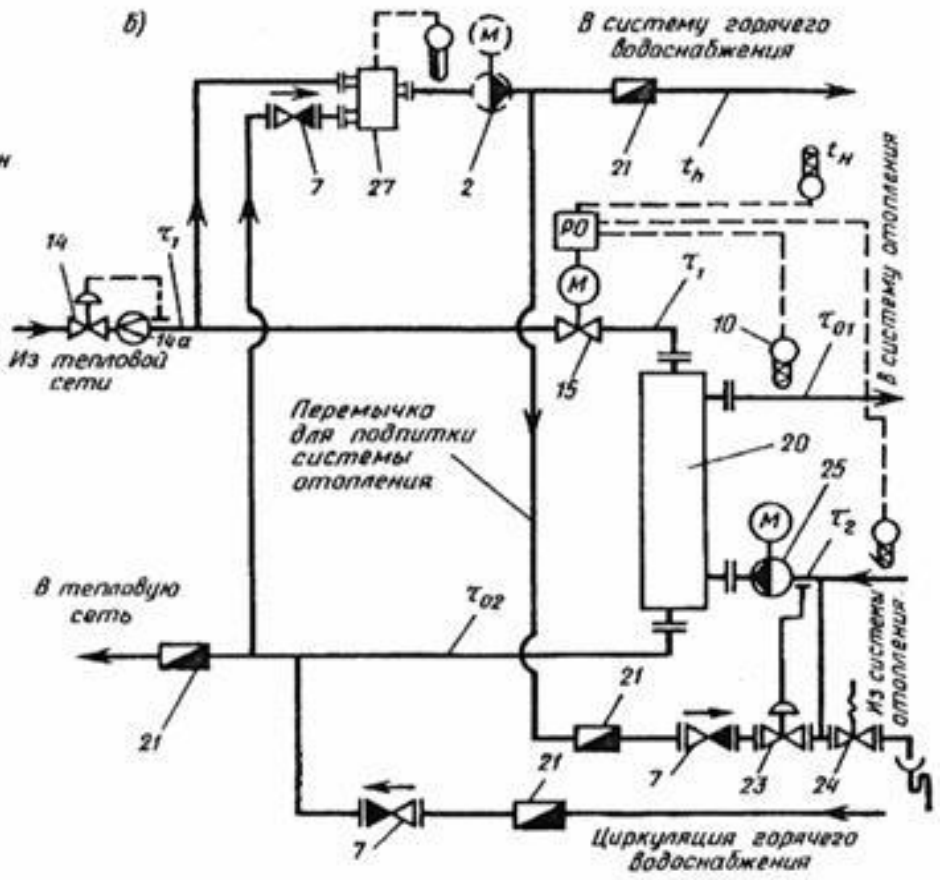 б)
(М)
В систему горячего
водоснабжения
н
7
27
2
21
t_h
t_н
РО
М
14
τ_1
14а
Из тепловой
сети
15
τ_1
10
τ_01
В систему отопления
Перемычка
для подпитки
системы
отопления
20
25
М
τ_2
В тепловую
сеть
τ_02
21
21
Из системы
отопления.
7
23
24
21
7
Циркуляция горячего
водоснабжения